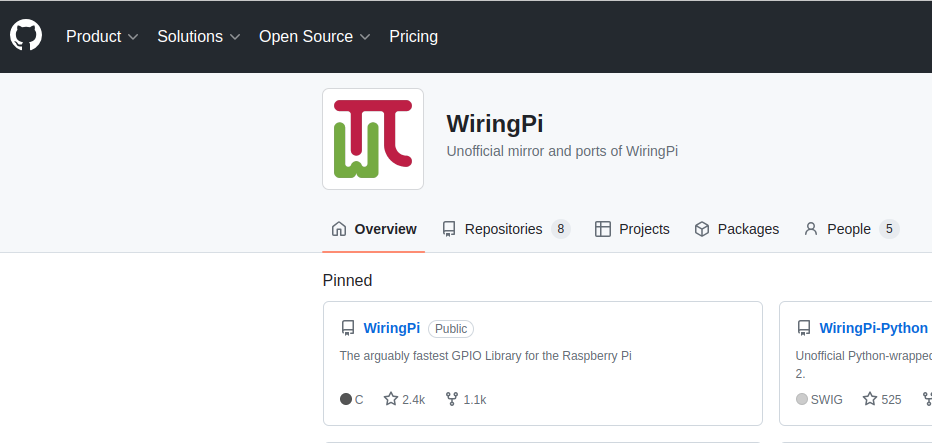 Product Solutions Open Source Pricing
WiringPi
Unofficial mirror and ports of WiringPi
Overview Repositories 8 Projects Packages People 5
Pinned
WiringPi Public
The arguably fastest GPIO Library for the Raspberry Pi
C 2.4k 1.1k
WiringPi-Python
Unofficial Python-wrapped
2.
SWIG 525